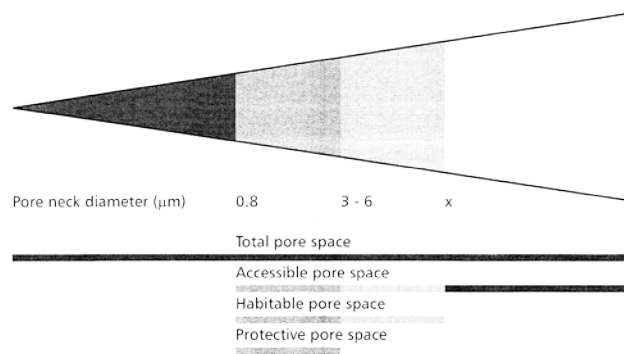 Pore neck diameter (μm) 0.8 3 - 6 x
Total pore space
Accessible pore space
Habitable pore space
Protective pore space